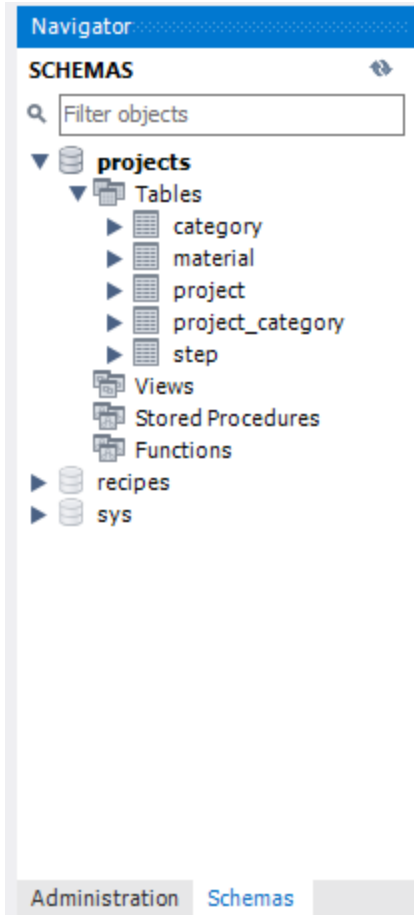 Navigator
SCHEMAS
Filter objects
projects
Tables
category
material
project
project_category
step
Views
Stored Procedures
Functions
recipes
sys
Administration Schemas